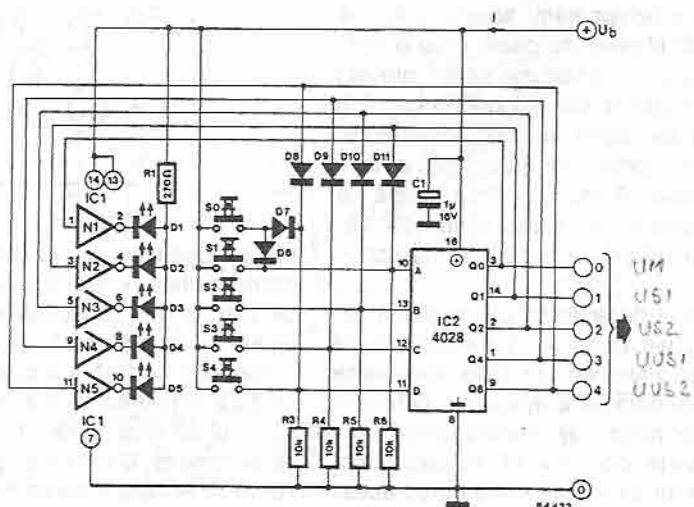 + Ub
R1
270Ω
14 13
IC1
D8 D9 D10 D11
C1
1µ
16V
1 N1 2 D1
3 N2 4 D2
5 N3 6 D3
9 N4 8 D4
11 N5 10 D5
S0
S1
S2
S3
S4
D7
D6
16
10 A
13 B
12 C
11 D
IC2
4028
Q0 3
Q1 14
Q2 2
Q4 1
Q8 9
8
0 UM
1 US1
2 US2
3 UUS1
4 UUS2
IC1
7
R3 R4 R5 R6
10k 10k 10k 10k
0